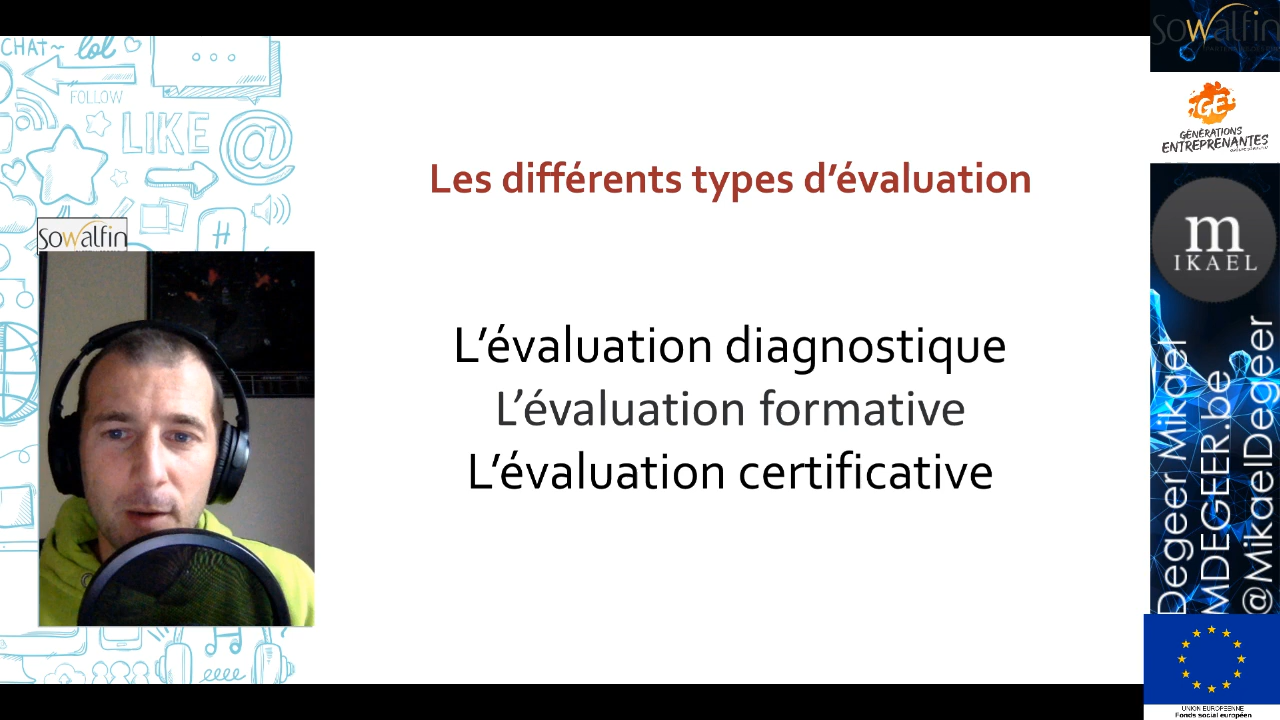 CHAT~ lol
FOLLOW
LIKE @
#
Sowalfin
Les différents types d'évaluation
L'évaluation diagnostique
L'évaluation formative
L'évaluation certificative
Sowalfin
GE
GÉNÉRATIONS
ENTREPRENANTES
m
IKAEL
Degeer Mikael
MDEGEER.be
@MikaelDegeer
UNION EUROPEENNE
Fonds social européen